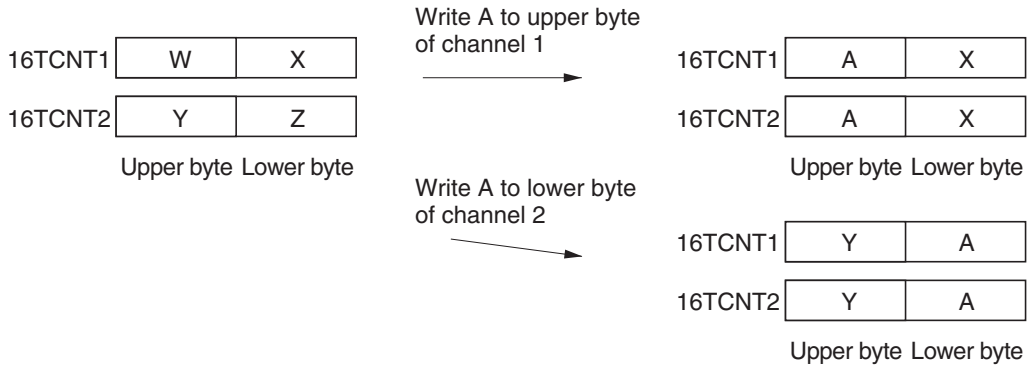 Write A to upper byte
of channel 1
16TCNT1 W X
16TCNT2 Y Z
Upper byte Lower byte
16TCNT1 A X
16TCNT2 A X
Upper byte Lower byte
Write A to lower byte
of channel 2
16TCNT1 Y A
16TCNT2 Y A
Upper byte Lower byte